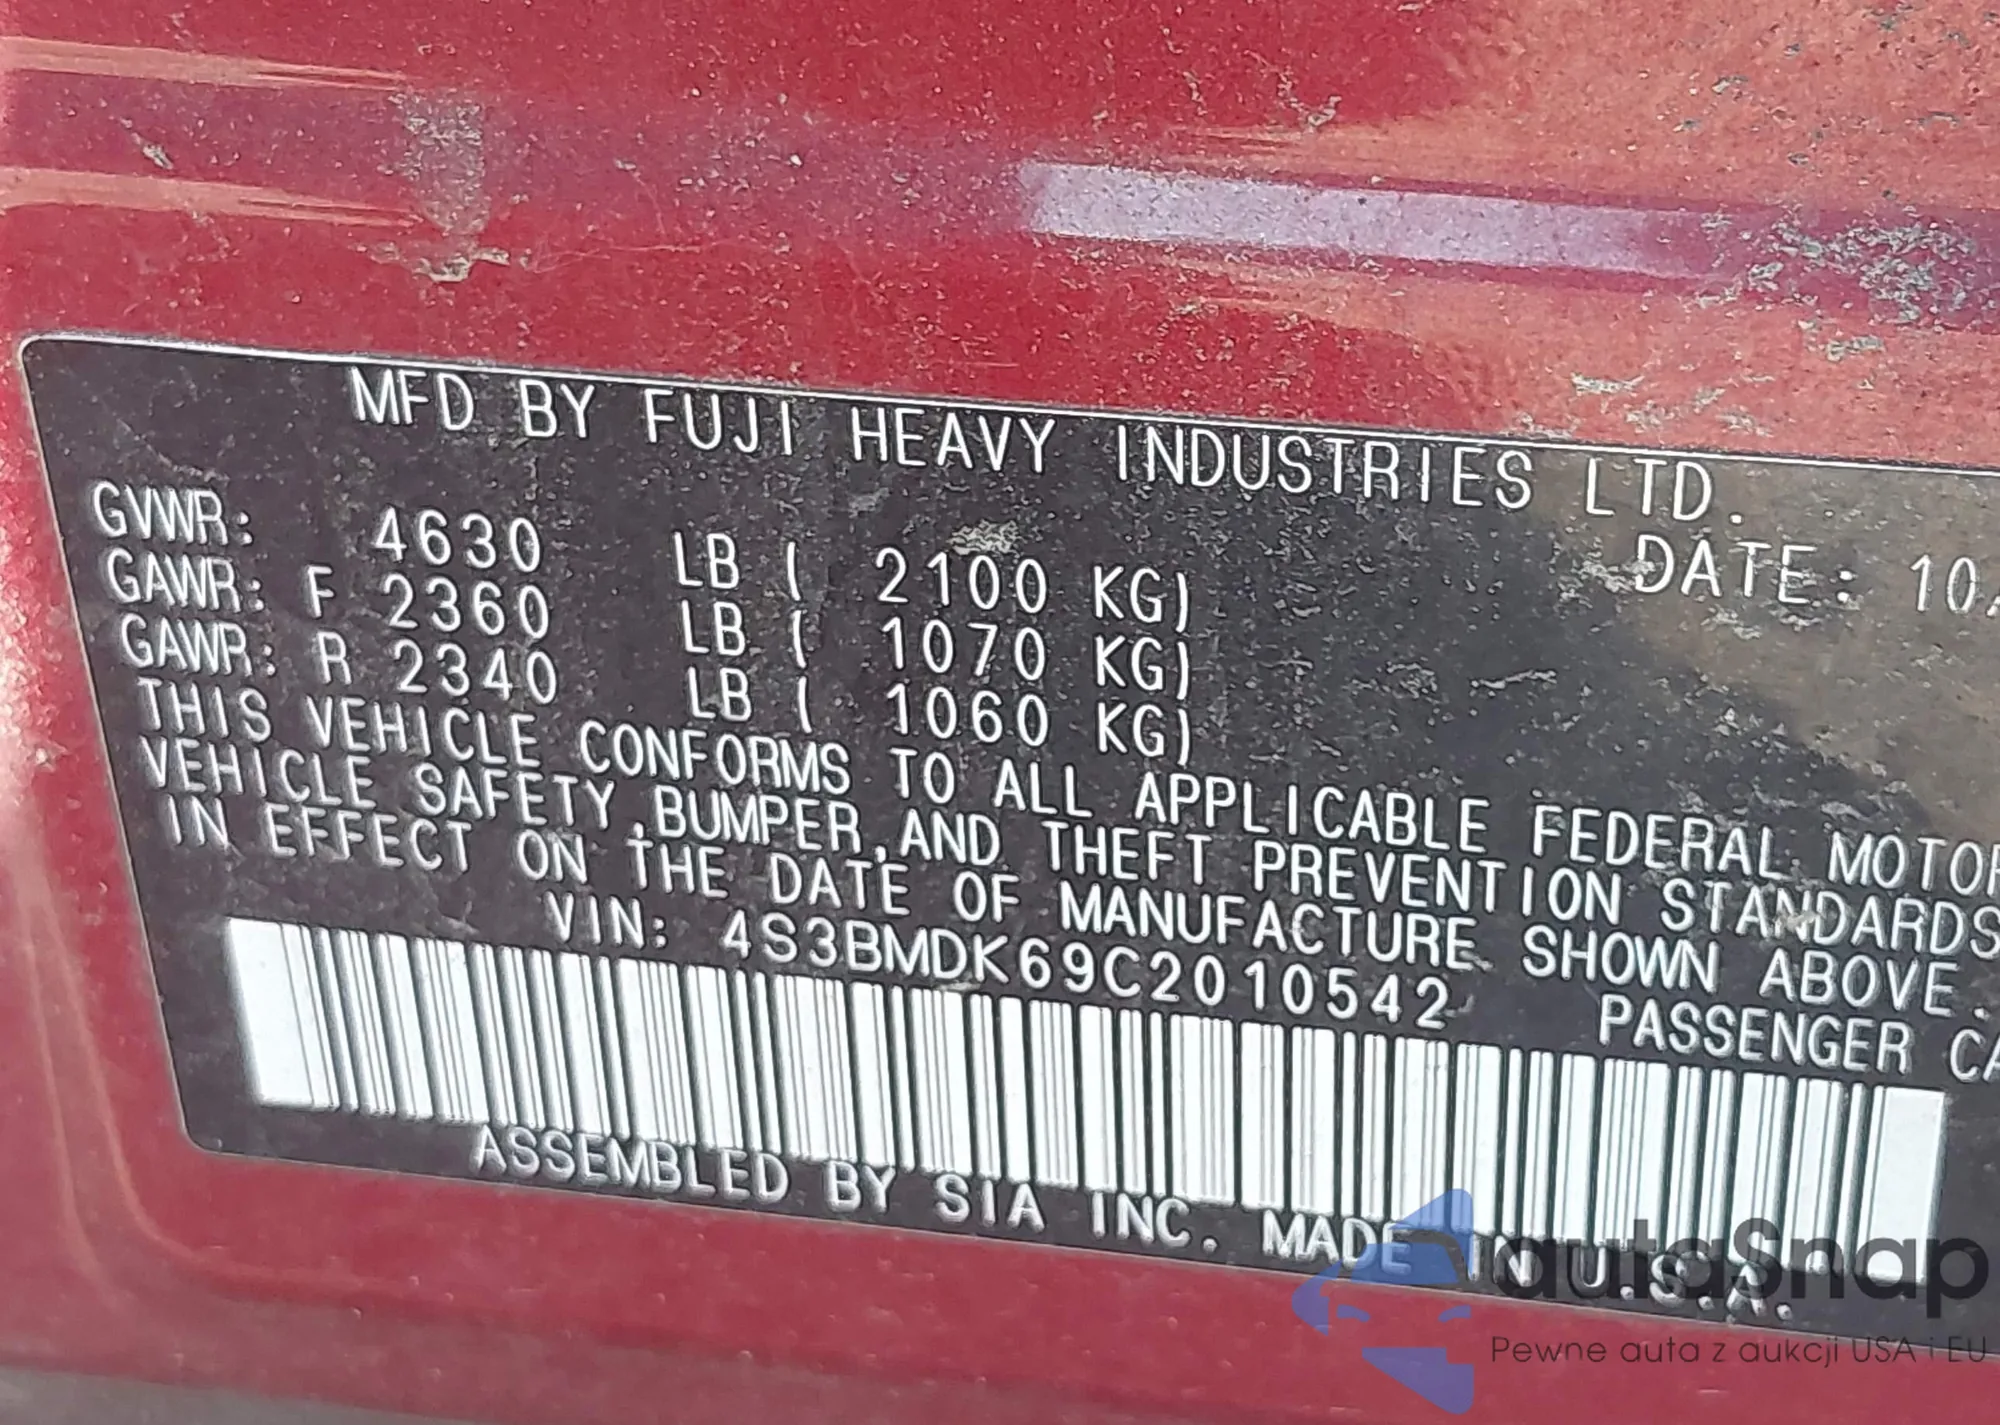 MFD BY FUJI HEAVY INDUSTRIES LTD.
GVWR: 4630 LB ( 2100 KG) DATE: 10/
GAWR: F 2360 LB ( 1070 KG)
GAWR: R 2340 LB ( 1060 KG)
THIS VEHICLE CONFORMS TO ALL APPLICABLE FEDERAL MOTOR
VEHICLE SAFETY,BUMPER,AND THEFT PREVENTION STANDARDS
IN EFFECT ON THE DATE OF MANUFACTURE SHOWN ABOVE.
VIN: 4S3BMDK69C2010542 PASSENGER CA
ASSEMBLED BY SIA INC. MADE IN U.S.A.
autaSnap
Pewne auta z aukcji USA i EU